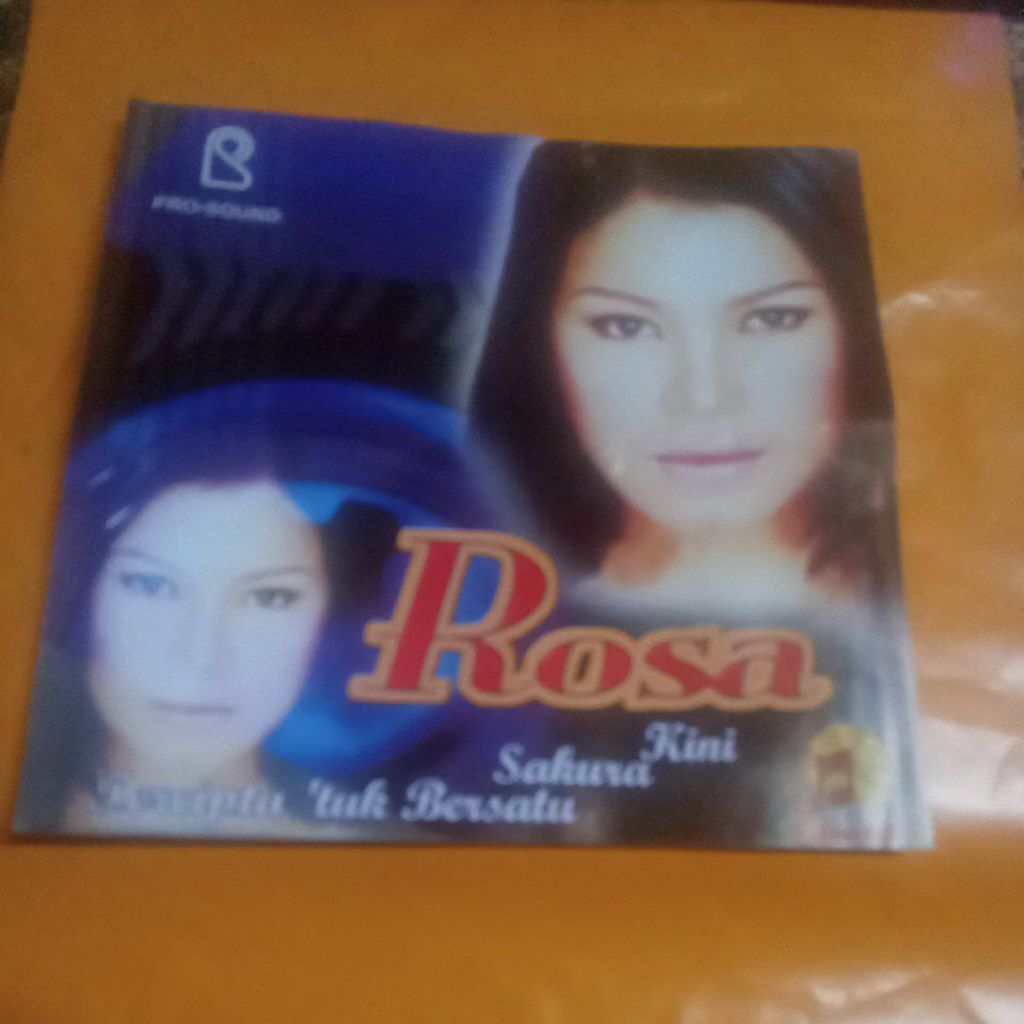 PRO-SOUND
Rosa
Kini
Sakura
'tuk Bersatu